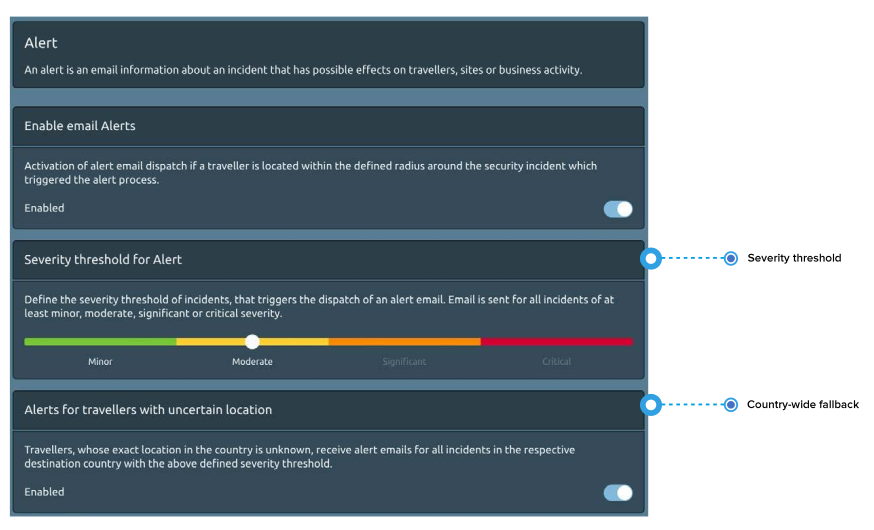 Alert
An alert is an email information about an incident that has possible effects on travellers, sites or business activity.
Enable email Alerts
Activation of alert email dispatch if a traveller is located within the defined radius around the security incident which
triggered the alert process.
Enabled
Severity threshold for Alert
Severity threshold
Define the severity threshold of incidents, that triggers the dispatch of an alert email. Email is sent for all incidents of at
least minor, moderate, significant or critical severity.
Minor Moderate Significant Critical
Alerts for travellers with uncertain location
Country-wide fallback
Travellers, whose exact location in the country is unknown, receive alert emails for all incidents in the respective
destination country with the above defined severity threshold.
Enabled